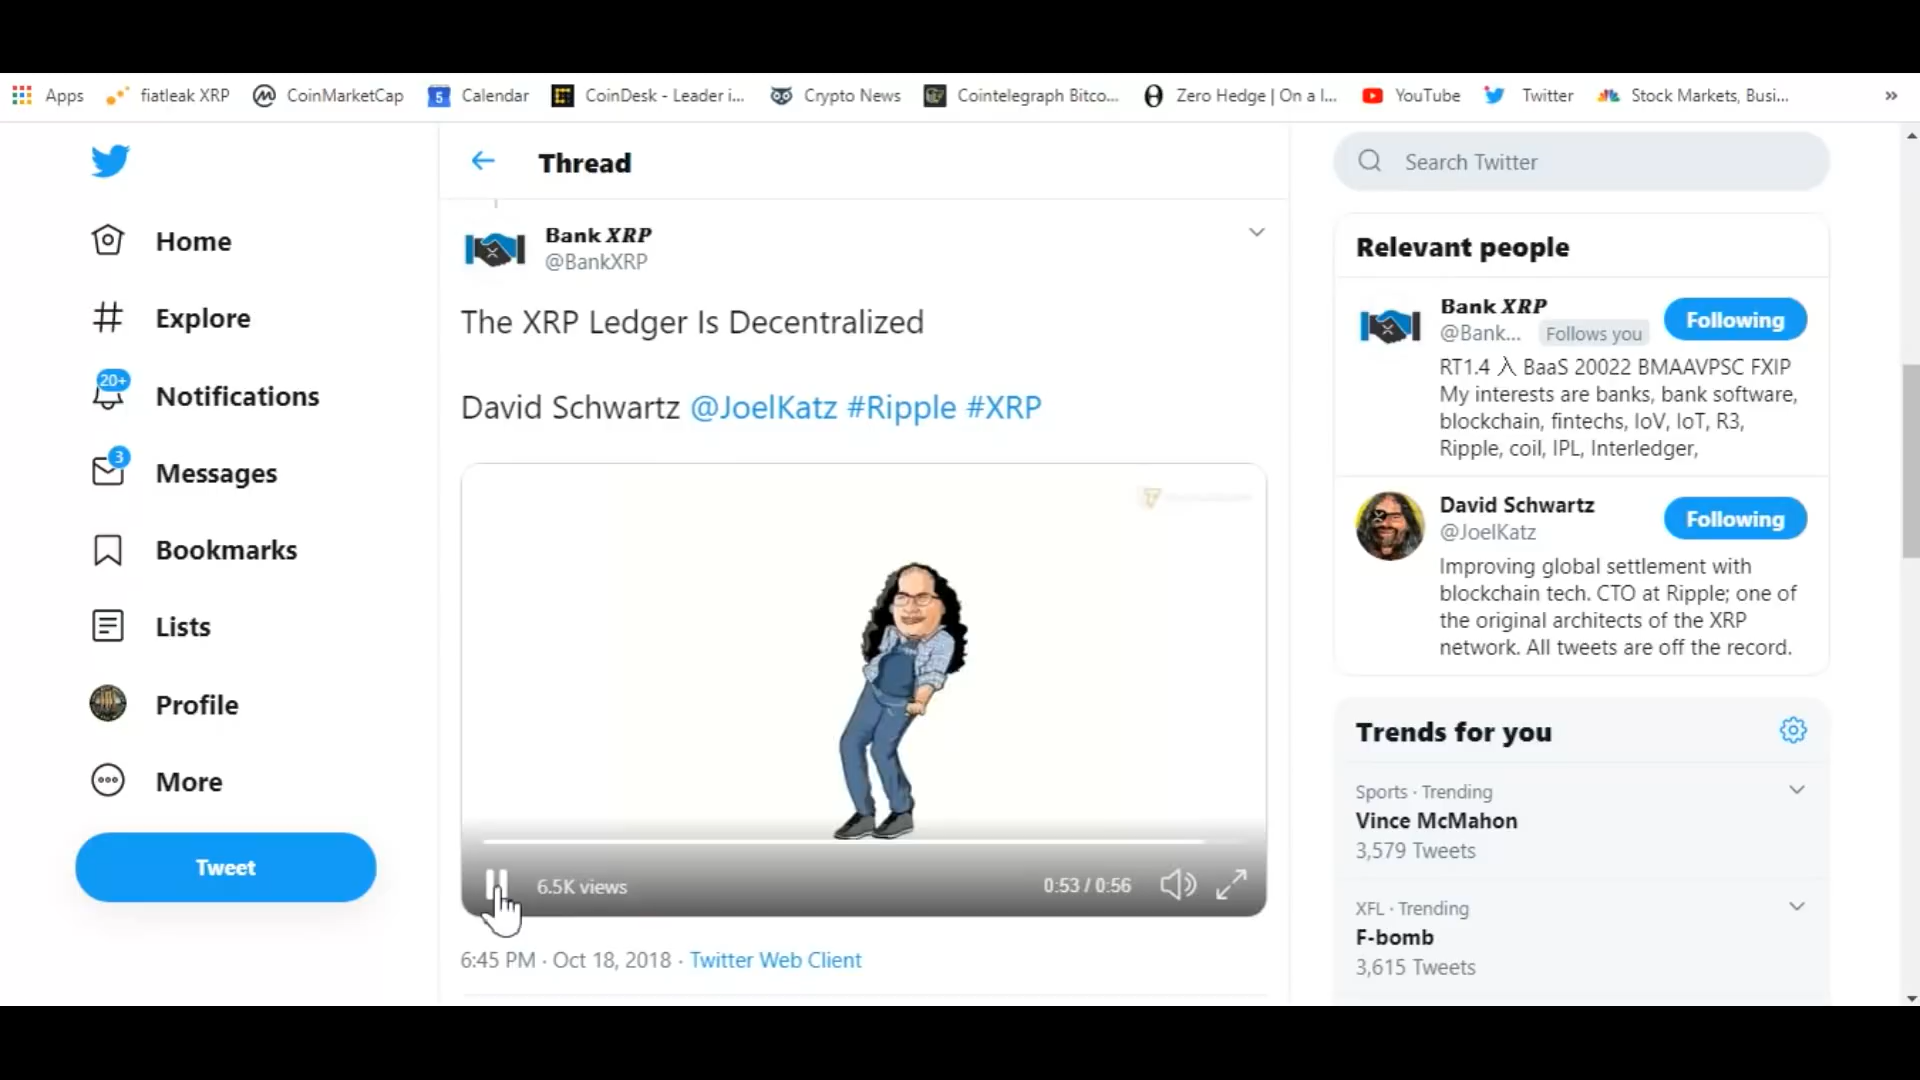 Apps fiatleak XRP CoinMarketCap 5 Calendar CoinDesk - Leader i... Crypto News Cointelegraph Bitco... Zero Hedge | On a l... YouTube Twitter Stock Markets, Busi... »
Home
Explore
20+
Notifications
3
Messages
Bookmarks
Lists
Profile
More
Tweet
Thread
Bank XRP
@BankXRP
The XRP Ledger Is Decentralized
David Schwartz @JoelKatz #Ripple #XRP
6.5K views 0:53 / 0:56
6:45 PM · Oct 18, 2018 · Twitter Web Client
Search Twitter
Relevant people
Bank XRP
@Bank... Follows you
Following
RT1.4 入 BaaS 20022 BMAAVPSC FXIP
My interests are banks, bank software,
blockchain, fintechs, IoV, IoT, R3,
Ripple, coil, IPL, Interledger,
David Schwartz
@JoelKatz
Following
Improving global settlement with
blockchain tech. CTO at Ripple; one of
the original architects of the XRP
network. All tweets are off the record.
Trends for you
Sports · Trending
Vince McMahon
3,579 Tweets
XFL · Trending
F-bomb
3,615 Tweets